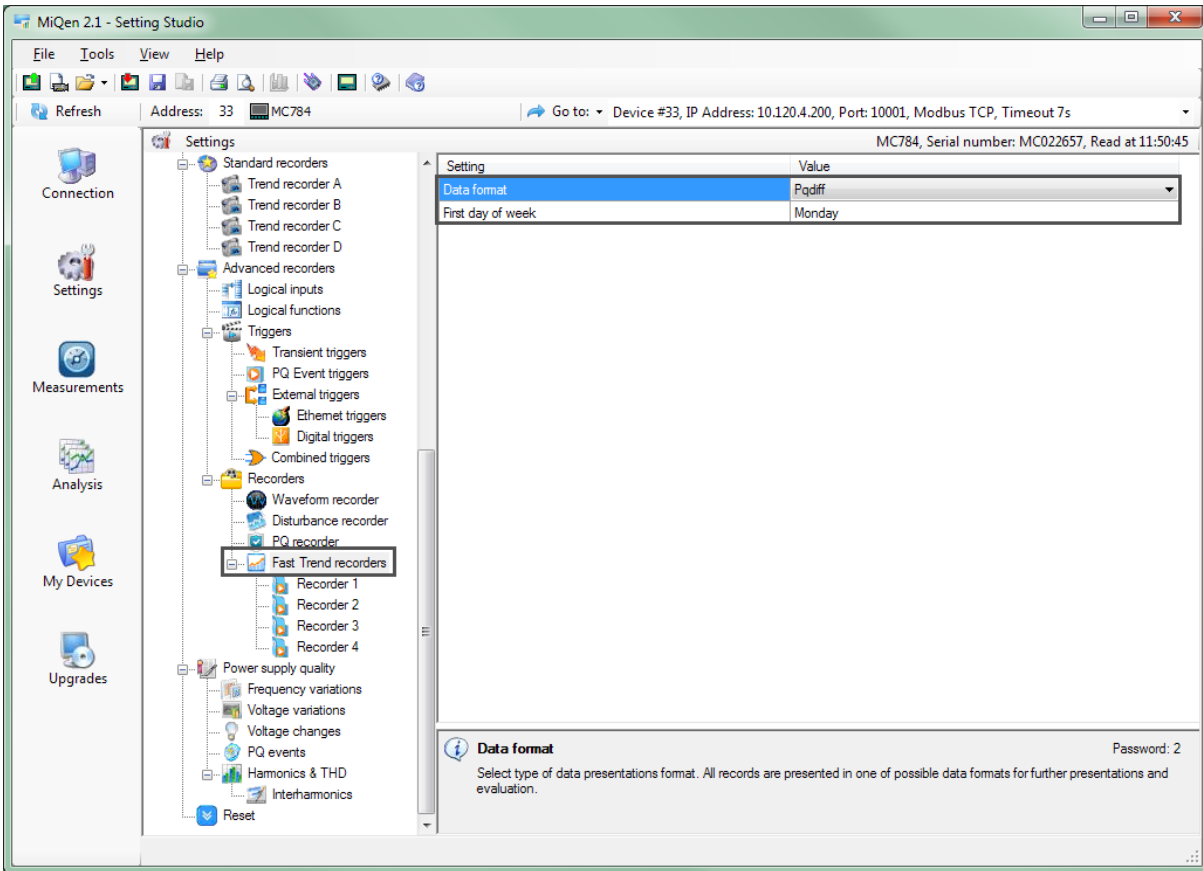 MiQen 2.1 - Setting Studio
File Tools View Help
Refresh Address: 33 MC784 Go to: Device #33, IP Address: 10.120.4.200, Port: 10001, Modbus TCP, Timeout 7s
Settings MC784, Serial number: MC022657, Read at 11:50:45
Connection
Settings
Measurements
Analysis
My Devices
Upgrades
Standard recorders
Trend recorder A
Trend recorder B
Trend recorder C
Trend recorder D
Advanced recorders
Logical inputs
Logical functions
Triggers
Transient triggers
PQ Event triggers
External triggers
Ethernet triggers
Digital triggers
Combined triggers
Recorders
Waveform recorder
Disturbance recorder
PQ recorder
Fast Trend recorders
Recorder 1
Recorder 2
Recorder 3
Recorder 4
Power supply quality
Frequency variations
Voltage variations
Voltage changes
PQ events
Harmonics & THD
Interharmonics
Reset
Setting Value
Data format Pqdiff
First day of week Monday
Data format Password: 2
Select type of data presentations format. All records are presented in one of possible data formats for further presentations and
evaluation.